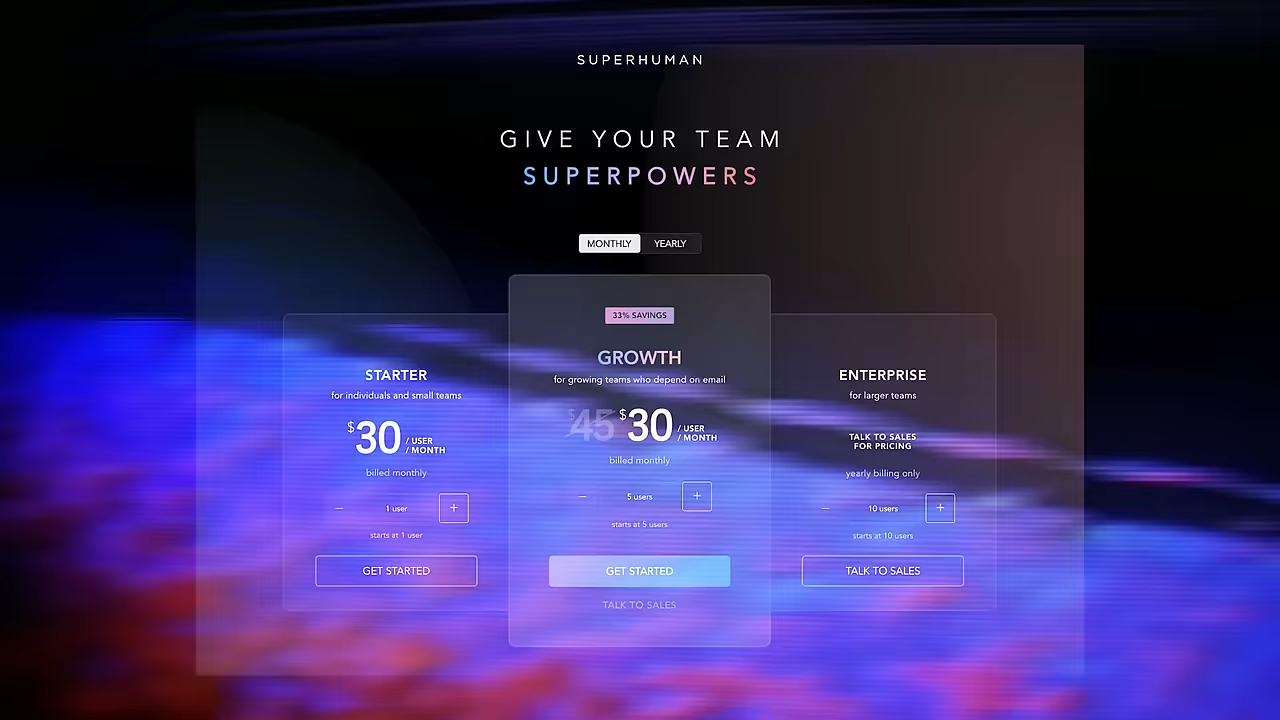 SUPERHUMAN
GIVE YOUR TEAM
SUPERPOWERS
MONTHLY YEARLY
STARTER
for individuals and small teams
$30 / USER
/ MONTH
billed monthly
— 1 user +
starts at 1 user
GET STARTED
33% SAVINGS
GROWTH
for growing teams who depend on email
$45 $30 / USER
/ MONTH
billed monthly
— 5 users +
starts at 5 users
GET STARTED
TALK TO SALES
ENTERPRISE
for larger teams
TALK TO SALES
FOR PRICING
yearly billing only
— 10 users +
starts at 10 users
TALK TO SALES